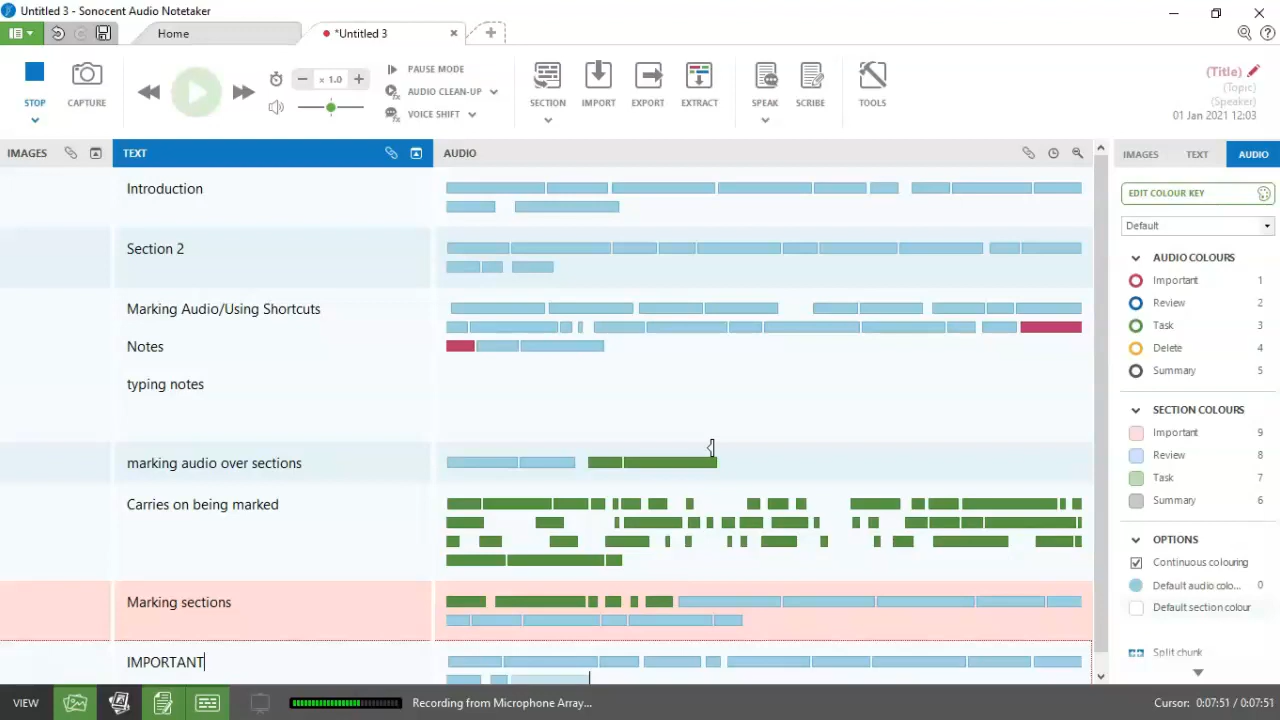 Untitled 3 - Sonocent Audio Notetaker
Home
*Untitled 3
STOP
CAPTURE
x 1.0
PAUSE MODE
AUDIO CLEAN-UP
VOICE SHIFT
SECTION
IMPORT
EXPORT
EXTRACT
SPEAK
SCRIBE
TOOLS
(Title)
(Topic)
(Speaker)
01 Jan 2021 12:03
IMAGES
TEXT
AUDIO
IMAGES
TEXT
AUDIO
Introduction
Section 2
Marking Audio/Using Shortcuts
Notes
typing notes
marking audio over sections
Carries on being marked
Marking sections
IMPORTANT
EDIT COLOUR KEY
Default
AUDIO COLOURS
Important 1
Review 2
Task 3
Delete 4
Summary 5
SECTION COLOURS
Important 9
Review 8
Task 7
Summary 6
OPTIONS
Continuous colouring
Default audio colo... 0
Default section colour
Split chunk
VIEW
Recording from Microphone Array...
Cursor: 0:07:51 / 0:07:51